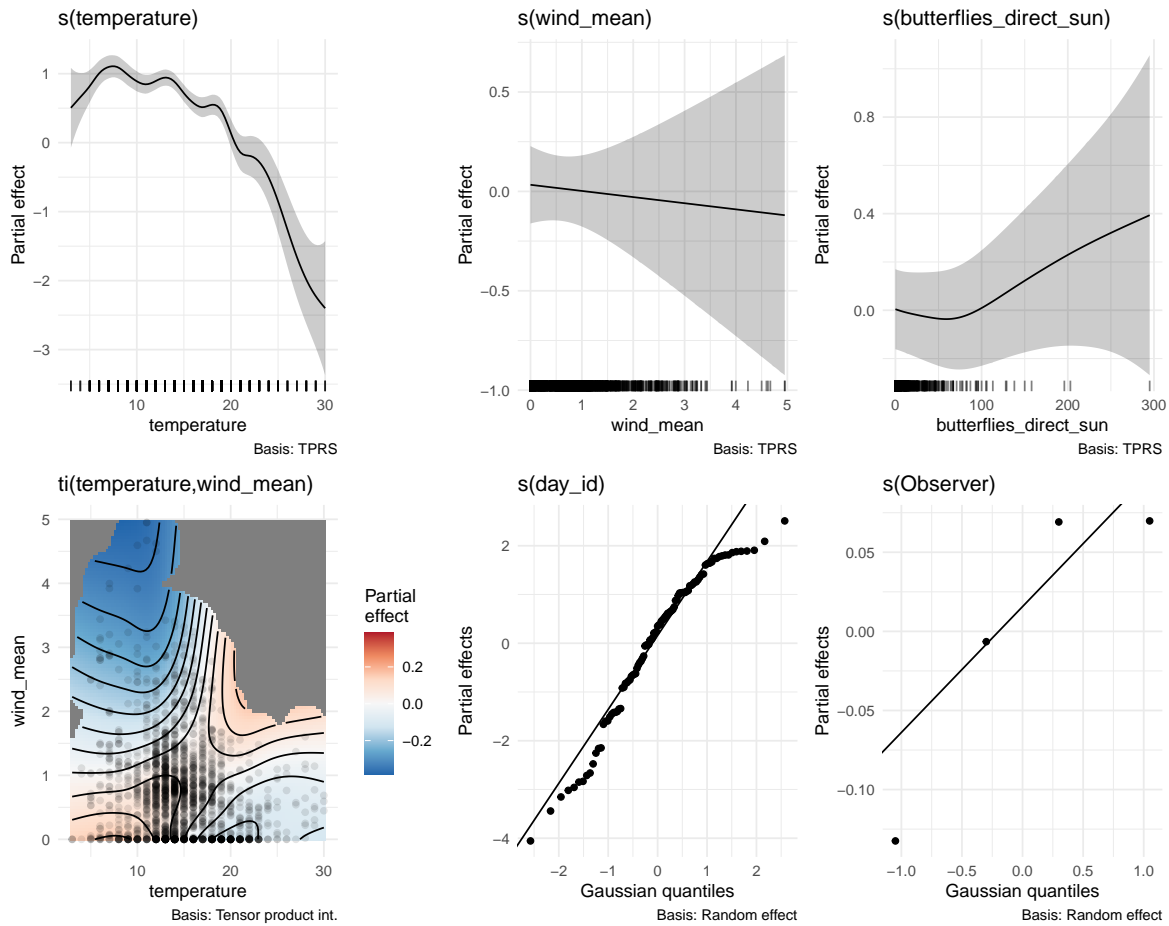 s(temperature)
s(wind_mean)
s(butterflies_direct_sun)
Partial effect
1
0
−1
−2
−3
10
20
30
temperature
Basis: TPRS
Partial effect
0.5
0.0
−0.5
−1.0
0
1
2
3
4
5
wind_mean
Basis: TPRS
Partial effect
0.8
0.4
0.0
0
100
200
300
butterflies_direct_sun
Basis: TPRS
ti(temperature,wind_mean)
s(day_id)
s(Observer)
wind_mean
5
4
3
2
1
0
10
20
30
temperature
Basis: Tensor product int.
Partial
effect
0.2
0.0
−0.2
Partial effects
2
0
−2
−4
−2
−1
0
1
2
Gaussian quantiles
Basis: Random effect
Partial effects
0.05
0.00
−0.05
−0.10
−1.0
−0.5
0.0
0.5
1.0
Gaussian quantiles
Basis: Random effect